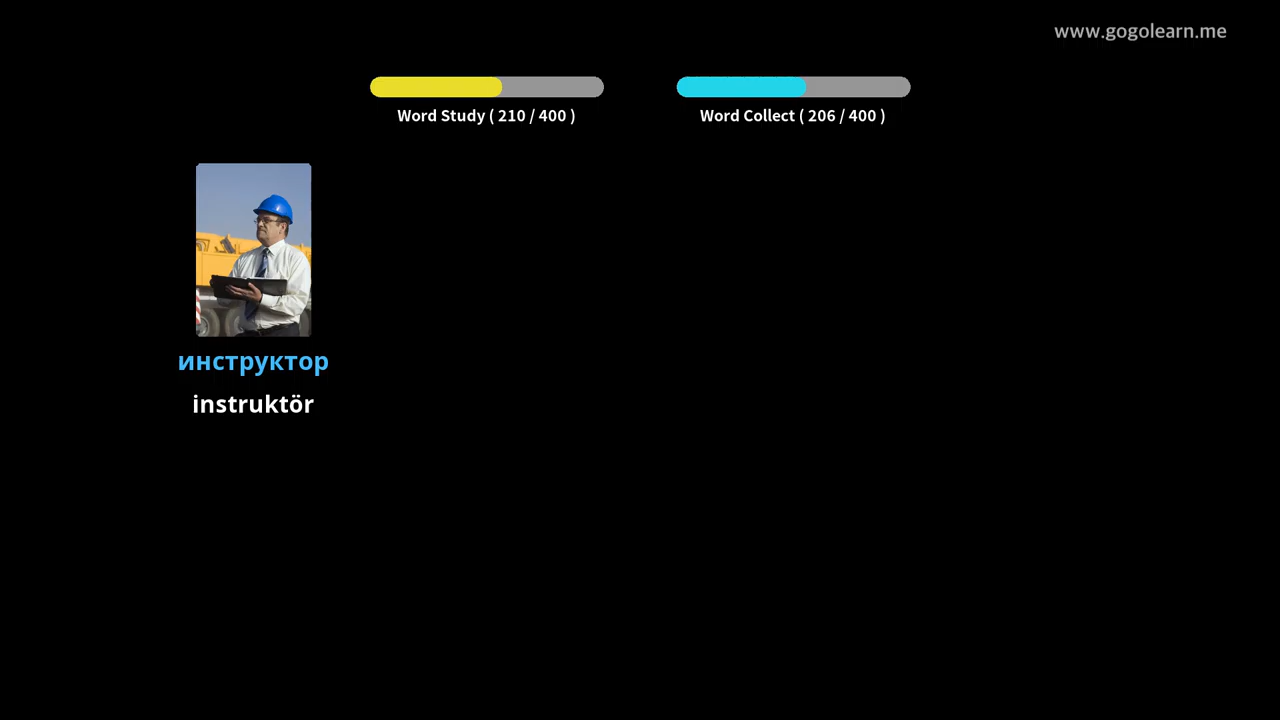 www.gogolearn.me
Word Study ( 210 / 400 )
Word Collect ( 206 / 400 )
инструктор
instruktör